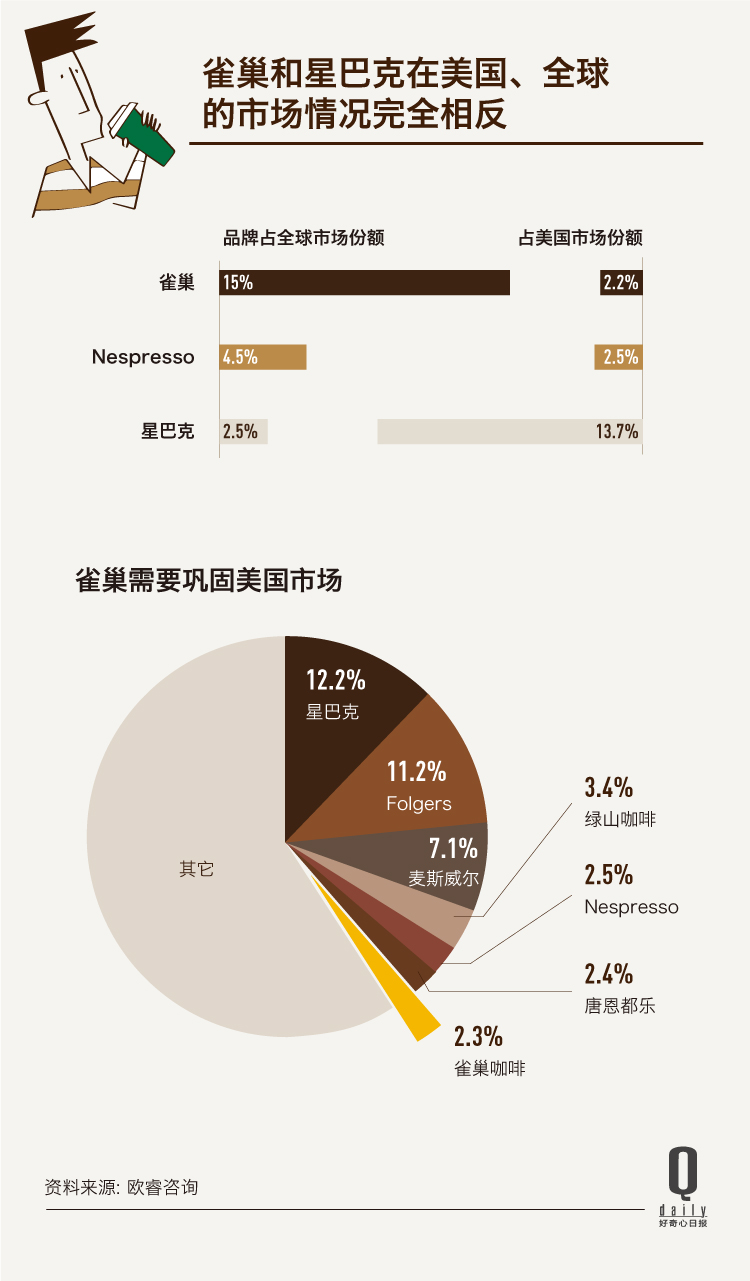 雀巢和星巴克在美国、全球
的市场情况完全相反
品牌占全球市场份额
占美国市场份额
雀巢
15%
2.2%
Nespresso
4.5%
2.5%
星巴克
2.5%
13.7%
雀巢需要巩固美国市场
12.2%
星巴克
11.2%
Folgers
7.1%
麦斯威尔
3.4%
绿山咖啡
2.5%
Nespresso
2.4%
唐恩都乐
2.3%
雀巢咖啡
其它
资料来源: 欧睿咨询
Q
daily
好奇心日报